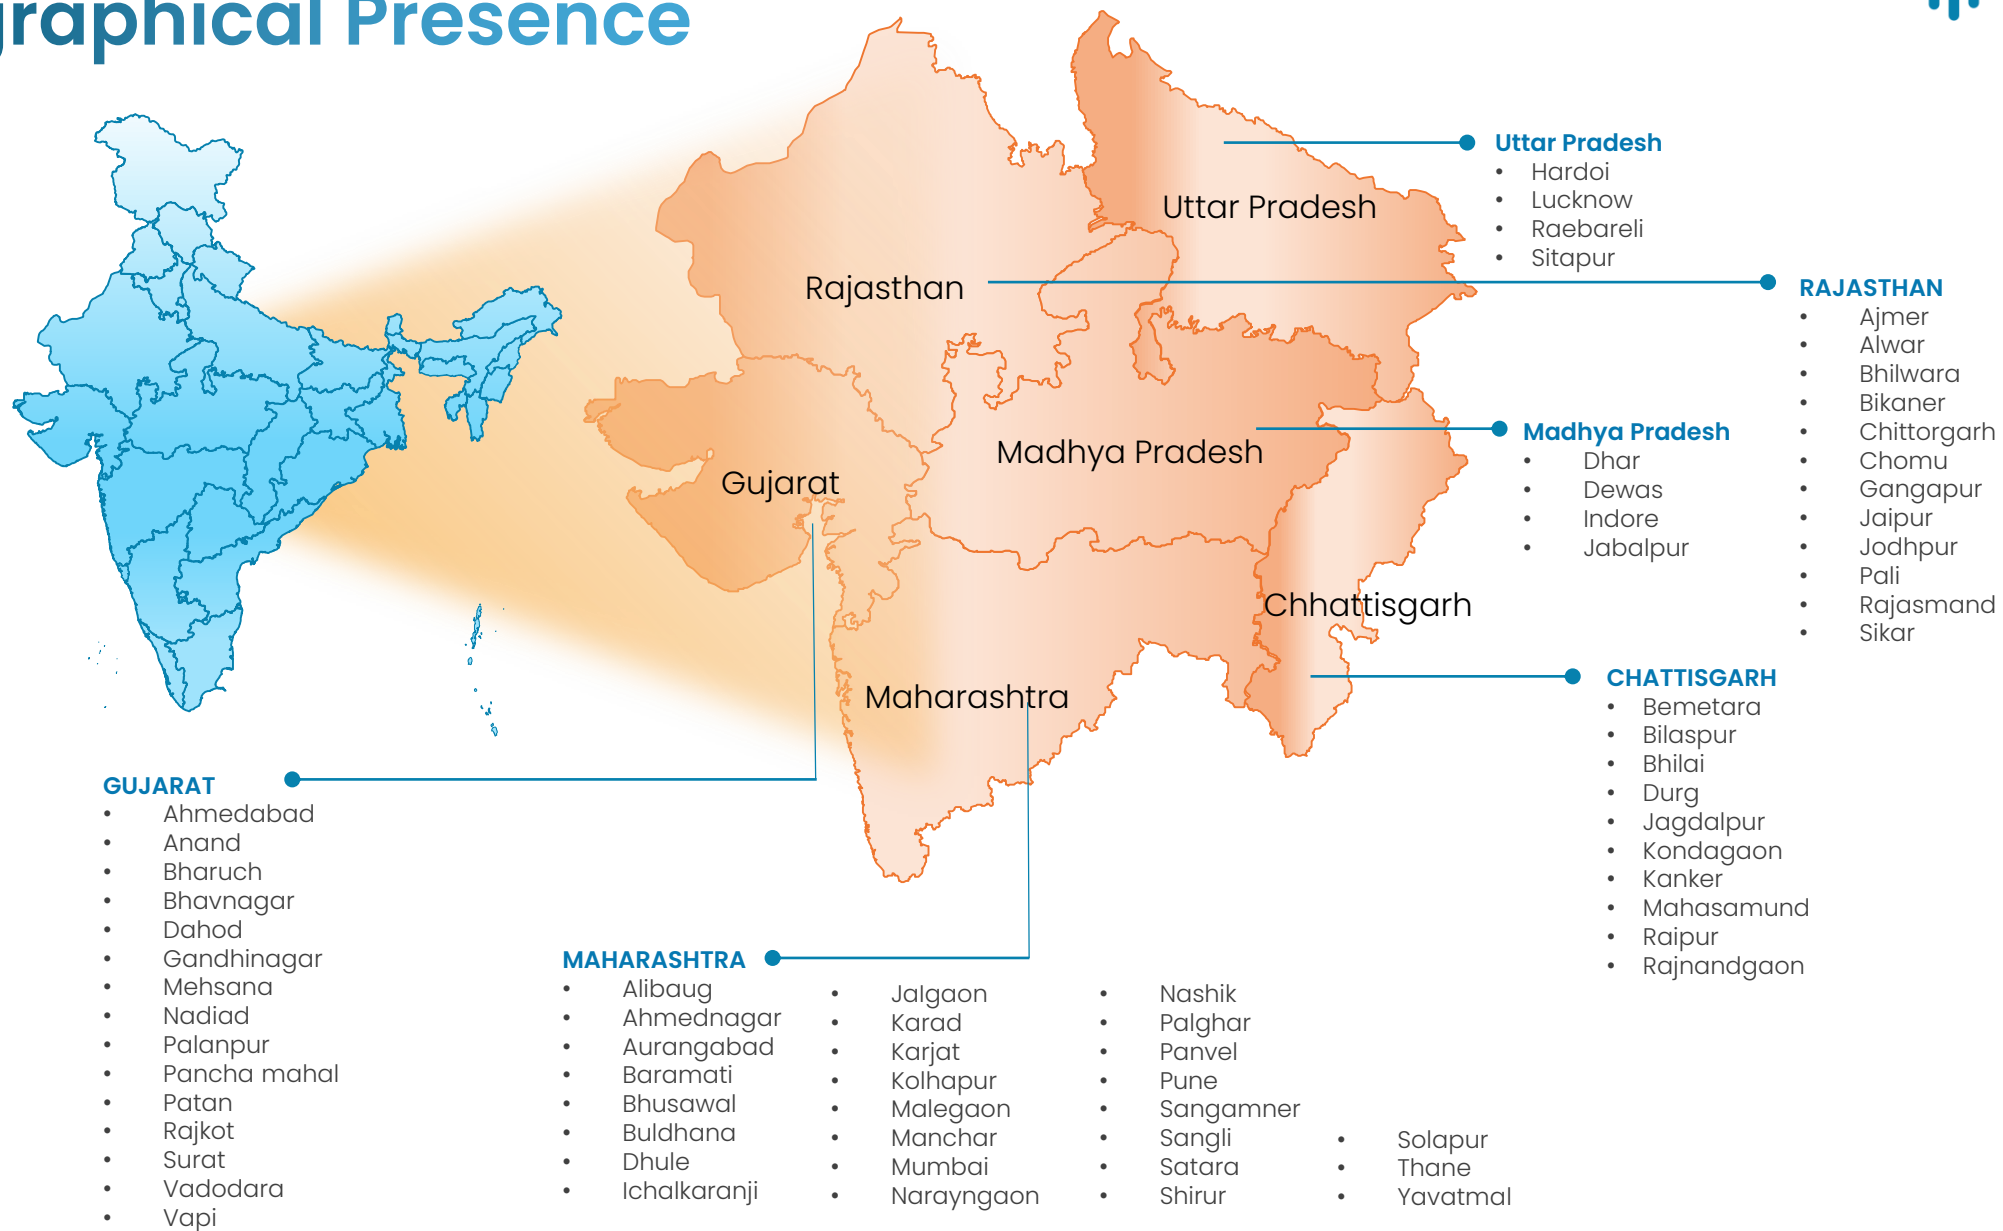 graphical Presence
Uttar Pradesh
Rajasthan
Madhya Pradesh
Gujarat
Chhattisgarh
Maharashtra
Uttar Pradesh
• Hardoi
• Lucknow
• Raebareli
• Sitapur
RAJASTHAN
• Ajmer
• Alwar
• Bhilwara
• Bikaner
• Chittorgarh
• Chomu
• Gangapur
• Jaipur
• Jodhpur
• Pali
• Rajasmand
• Sikar
Madhya Pradesh
• Dhar
• Dewas
• Indore
• Jabalpur
CHATTISGARH
• Bemetara
• Bilaspur
• Bhilai
• Durg
• Jagdalpur
• Kondagaon
• Kanker
• Mahasamund
• Raipur
• Rajnandgaon
GUJARAT
• Ahmedabad
• Anand
• Bharuch
• Bhavnagar
• Dahod
• Gandhinagar
• Mehsana
• Nadiad
• Palanpur
• Pancha mahal
• Patan
• Rajkot
• Surat
• Vadodara
• Vapi
MAHARASHTRA
• Alibaug
• Ahmednagar
• Aurangabad
• Baramati
• Bhusawal
• Buldhana
• Dhule
• Ichalkaranji
• Jalgaon
• Karad
• Karjat
• Kolhapur
• Malegaon
• Manchar
• Mumbai
• Narayngaon
• Nashik
• Palghar
• Panvel
• Pune
• Sangamner
• Sangli
• Satara
• Shirur
• Solapur
• Thane
• Yavatmal